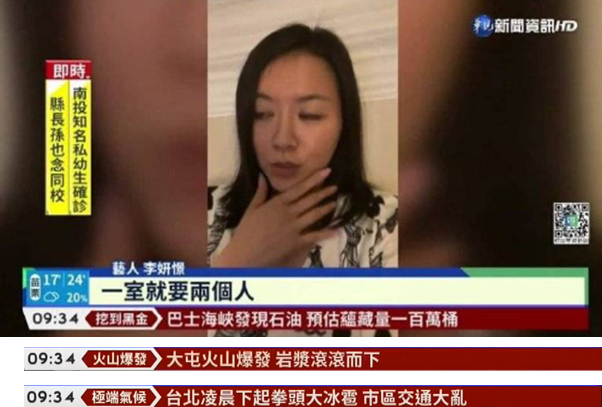 華視新聞資訊HD
即時
南投知名私幼生確診
縣長孫也念同校
藝人 李妍憬
苗栗 17° 24° 20%
一室就要兩個人
09:34 挖到黑金 巴士海峽發現石油 預估蘊藏量一百萬桶
09:34 火山爆發 大屯火山爆發 岩漿滾滾而下
09:34 極端氣候 台北凌晨下起拳頭大冰雹 市區交通大亂